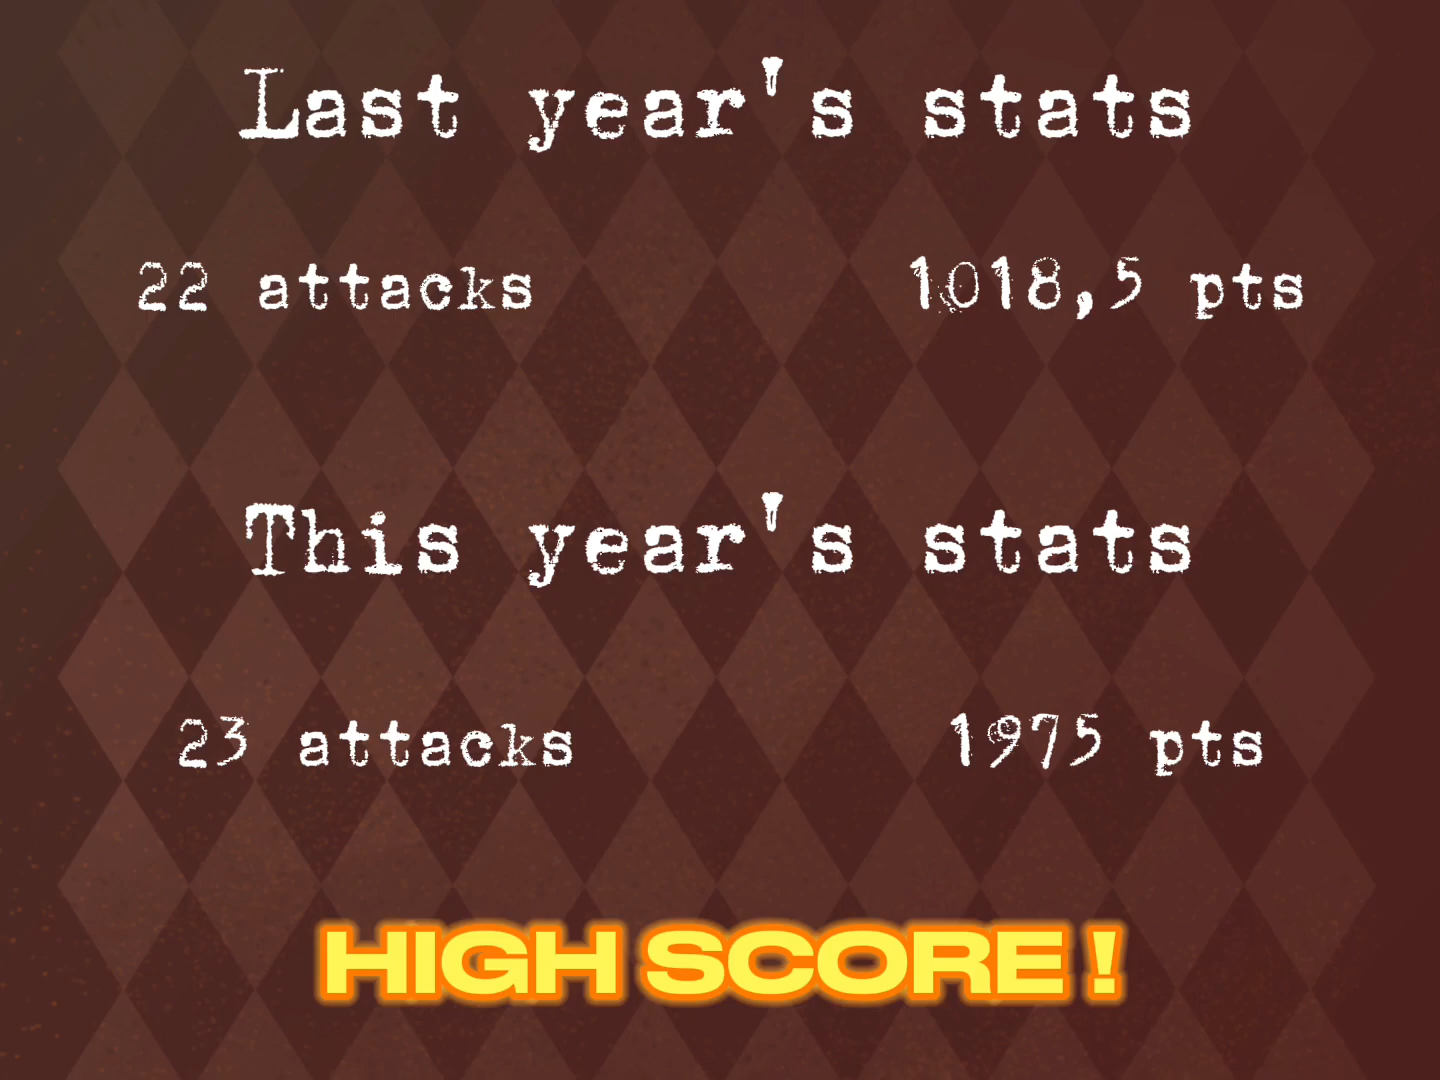 Last year's stats
22 attacks 1018,5 pts
This year's stats
23 attacks 1975 pts
HIGH SCORE !